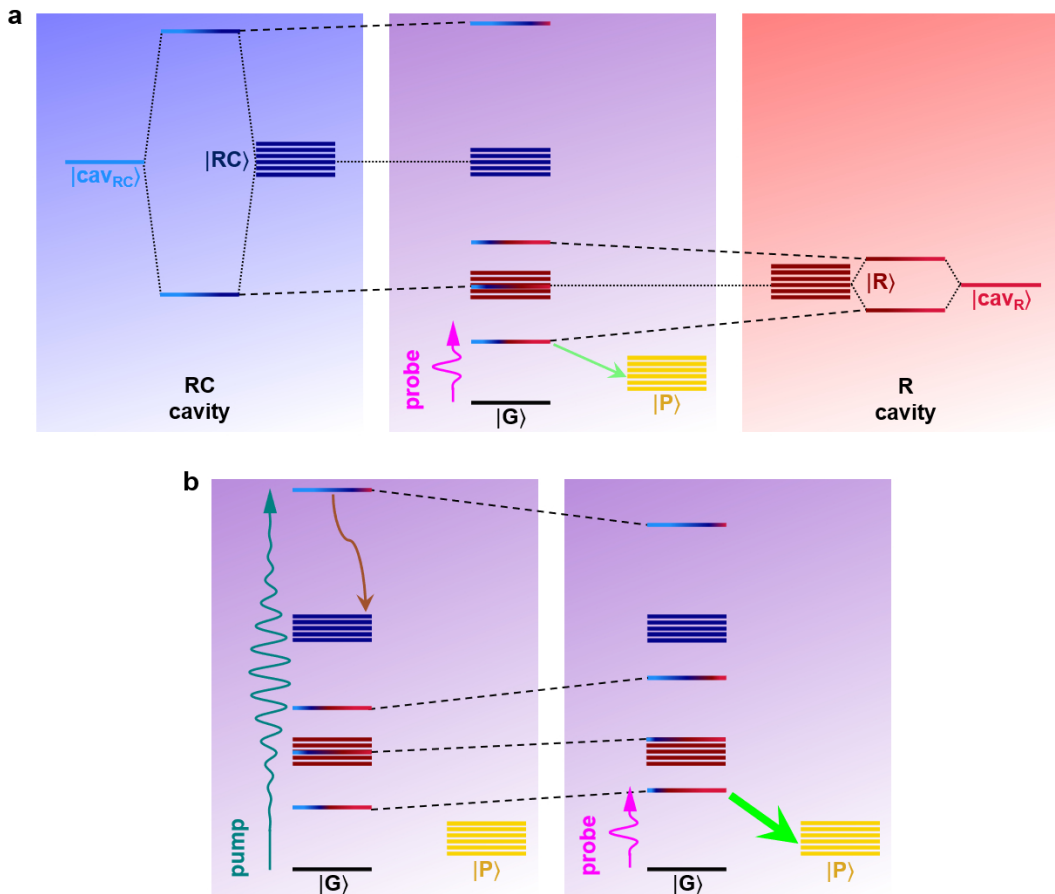 a
|cav_RC⟩
|RC⟩
RC
cavity
probe
|G⟩
|P⟩
|R⟩
|cav_R⟩
R
cavity
b
pump
|G⟩
|P⟩
probe
|G⟩
|P⟩